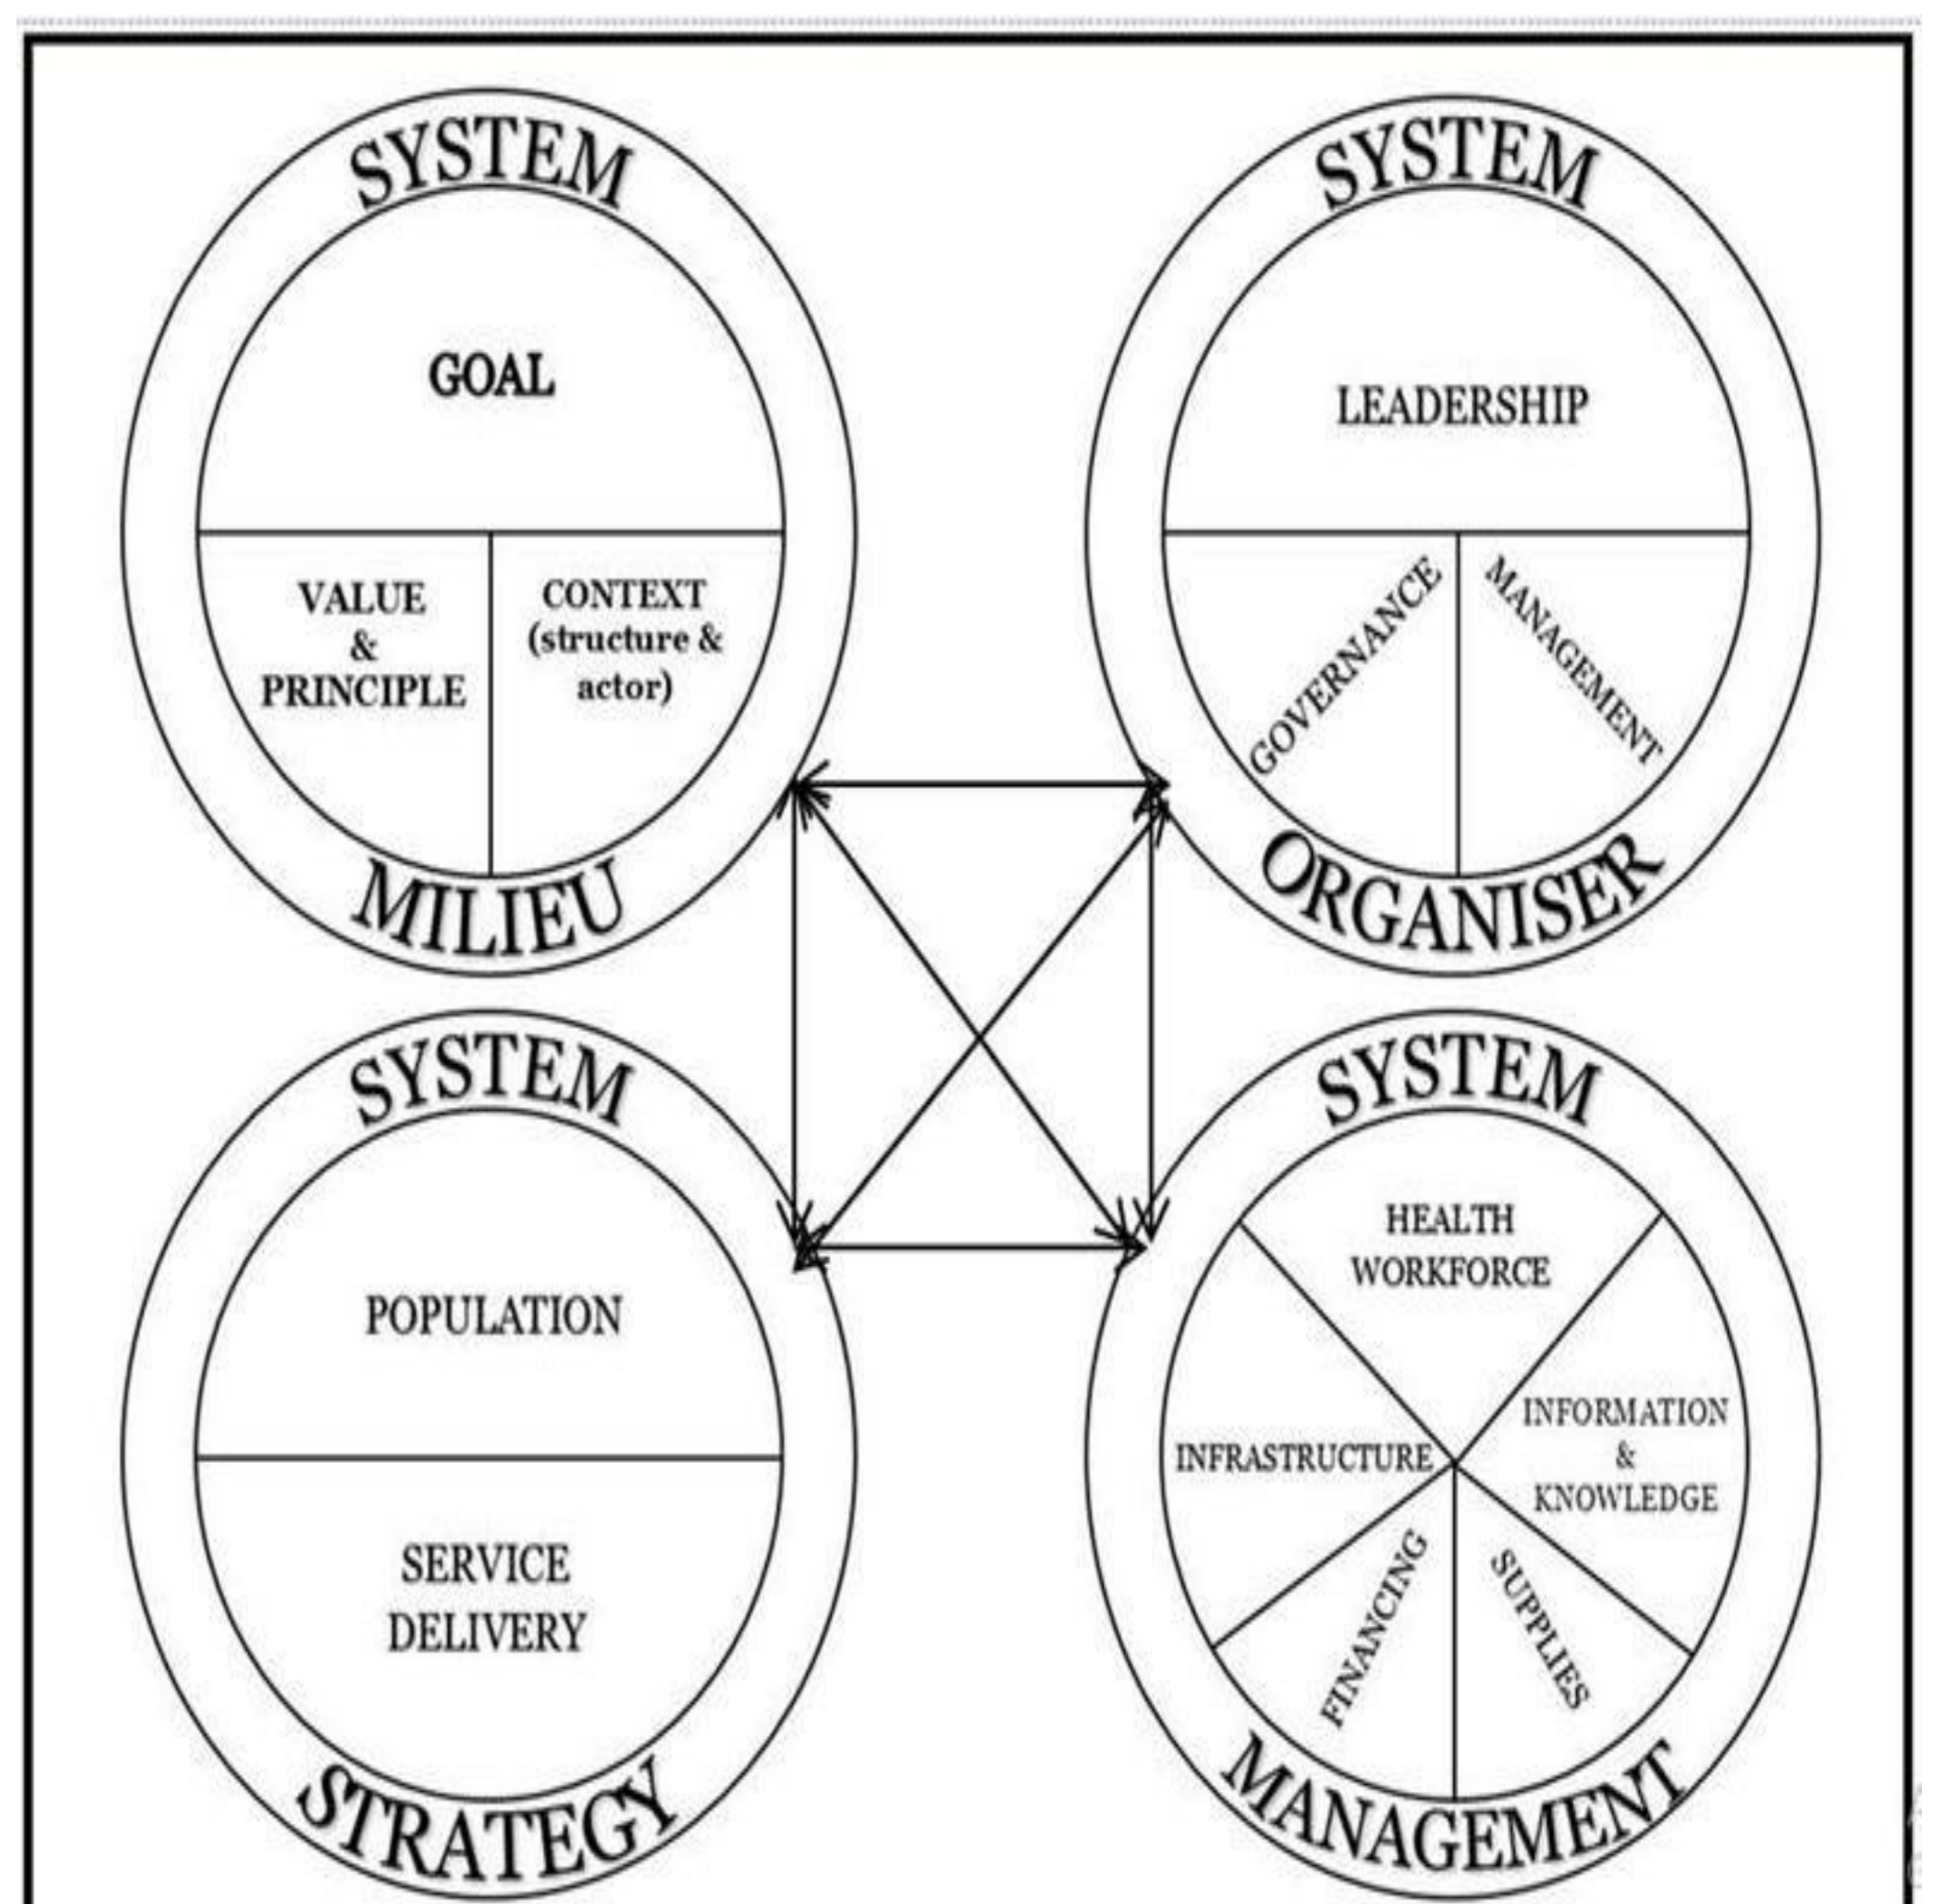 SYSTEM
GOAL
VALUE
&
PRINCIPLE
CONTEXT
(structure &
actor)
MILIEU
SYSTEM
LEADERSHIP
GOVERNANCE
MANAGEMENT
ORGANISER
SYSTEM
POPULATION
SERVICE
DELIVERY
STRATEGY
SYSTEM
HEALTH
WORKFORCE
INFRASTRUCTURE
INFORMATION
&
KNOWLEDGE
FINANCING
SUPPLIES
MANAGEMENT